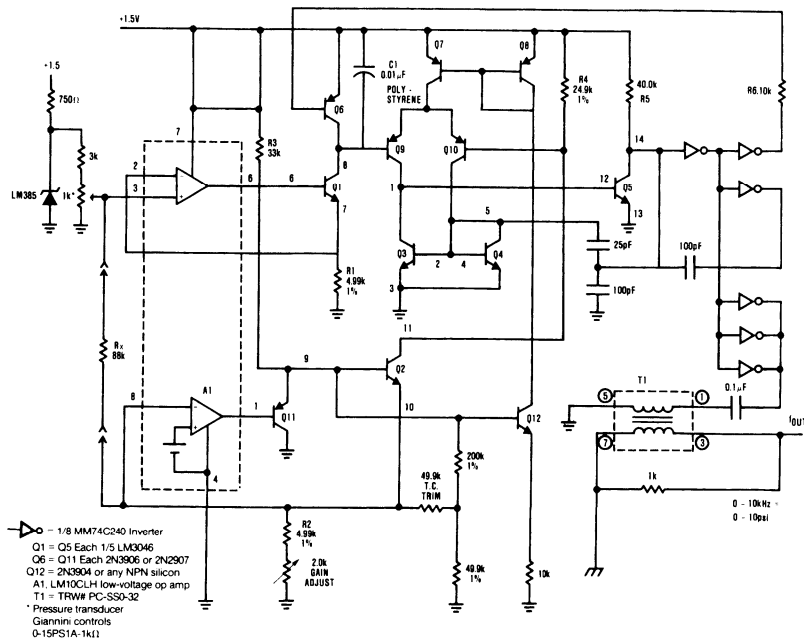 +1.5V
+1.5
750Ω
3k
1k*
LM385
7
2
3
6
6
Q6
8
Q1
7
R1
4.99k
1%
R3
33k
C1
0.01µF
POLY -
STYRENE
Q7
Q8
Q9
Q10
1
Q3
2
3
4
5
Q4
R4
24.9k
1%
40.0k
R5
R6.10k
14
12
Q5
13
25pF
100pF
100pF
Rx
88k
8
A1
4
1
Q11
9
11
Q2
10
Q12
200k
1%
49.9k
T.C.
TRIM
49.9k
1%
10k
R2
4.99k
1%
2.0k
GAIN
ADJUST
T1
5
1
7
3
0.1µF
fOUT
1k
0 - 10kHz =
0 - 10psi
– 1/8 MM74C240 Inverter
Q1 = Q5 Each 1/5 LM3046
Q6 = Q11 Each 2N3906 or 2N2907
Q12 = 2N3904 or any NPN silicon
A1, LM10CLH low-voltage op amp
T1 = TRW# PC-SS0-32
* Pressure transducer
Giannini controls
0-15PS1A-1kΩ